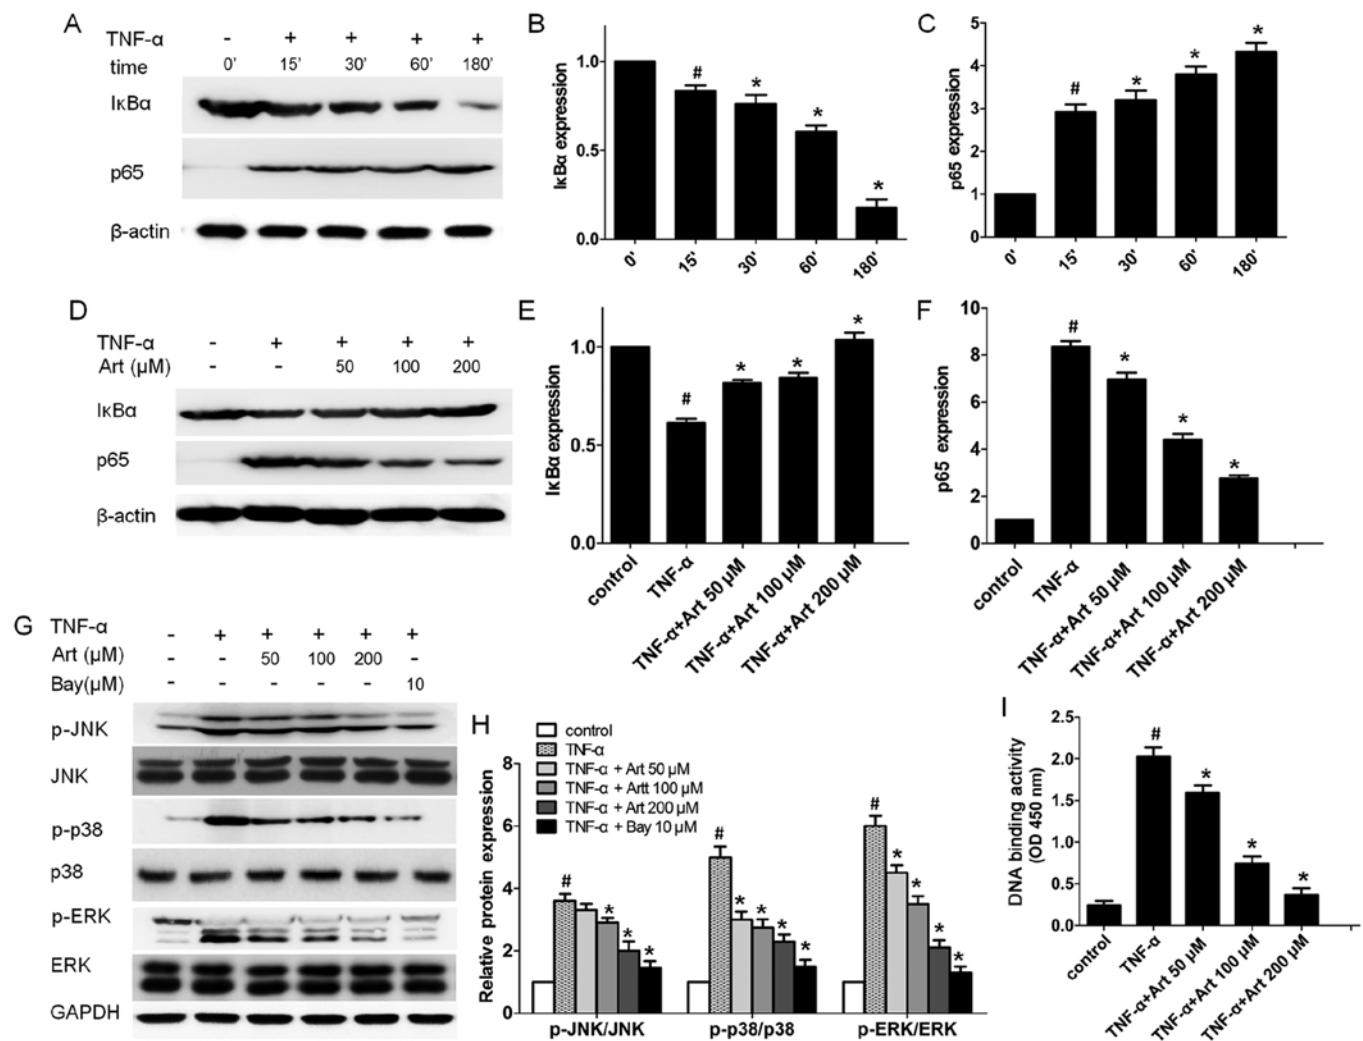 A
TNF-α - + + + +
time 0' 15' 30' 60' 180'
IκBα
p65
β-actin
B
IκBα expression
1.0
0.5
0.0
0' 15' 30' 60' 180'
# * * *
C
p65 expression
5
4
3
2
1
0
0' 15' 30' 60' 180'
# * * *
D
TNF-α - + + + +
Art (μM) - - 50 100 200
IκBα
p65
β-actin
E
IκBα expression
1.0
0.5
0.0
# * * *
control
TNF-α
TNF-α+Art 50 μM
TNF-α+Art 100 μM
TNF-α+Art 200 μM
F
p65 expression
10
8
6
4
2
0
# * * *
control
TNF-α
TNF-α+Art 50 μM
TNF-α+Art 100 μM
TNF-α+Art 200 μM
G
TNF-α - + + + + +
Art (μM) - - 50 100 200 -
Bay(μM) - - - - - 10
p-JNK
JNK
p-p38
p38
p-ERK
ERK
GAPDH
H
control
TNF-α
TNF-α + Art 50 μM
TNF-α + Artt 100 μM
TNF-α + Art 200 μM
TNF-α + Bay 10 μM
Relative protein expression
8
6
4
2
0
# * * *
# * * * *
# * * * *
p-JNK/JNK p-p38/p38 p-ERK/ERK
I
DNA binding activity
(OD 450 nm)
2.5
2.0
1.5
1.0
0.5
0.0
# * * *
control
TNF-α
TNF-α+Art 50 μM
TNF-α+Art 100 μM
TNF-α+Art 200 μM